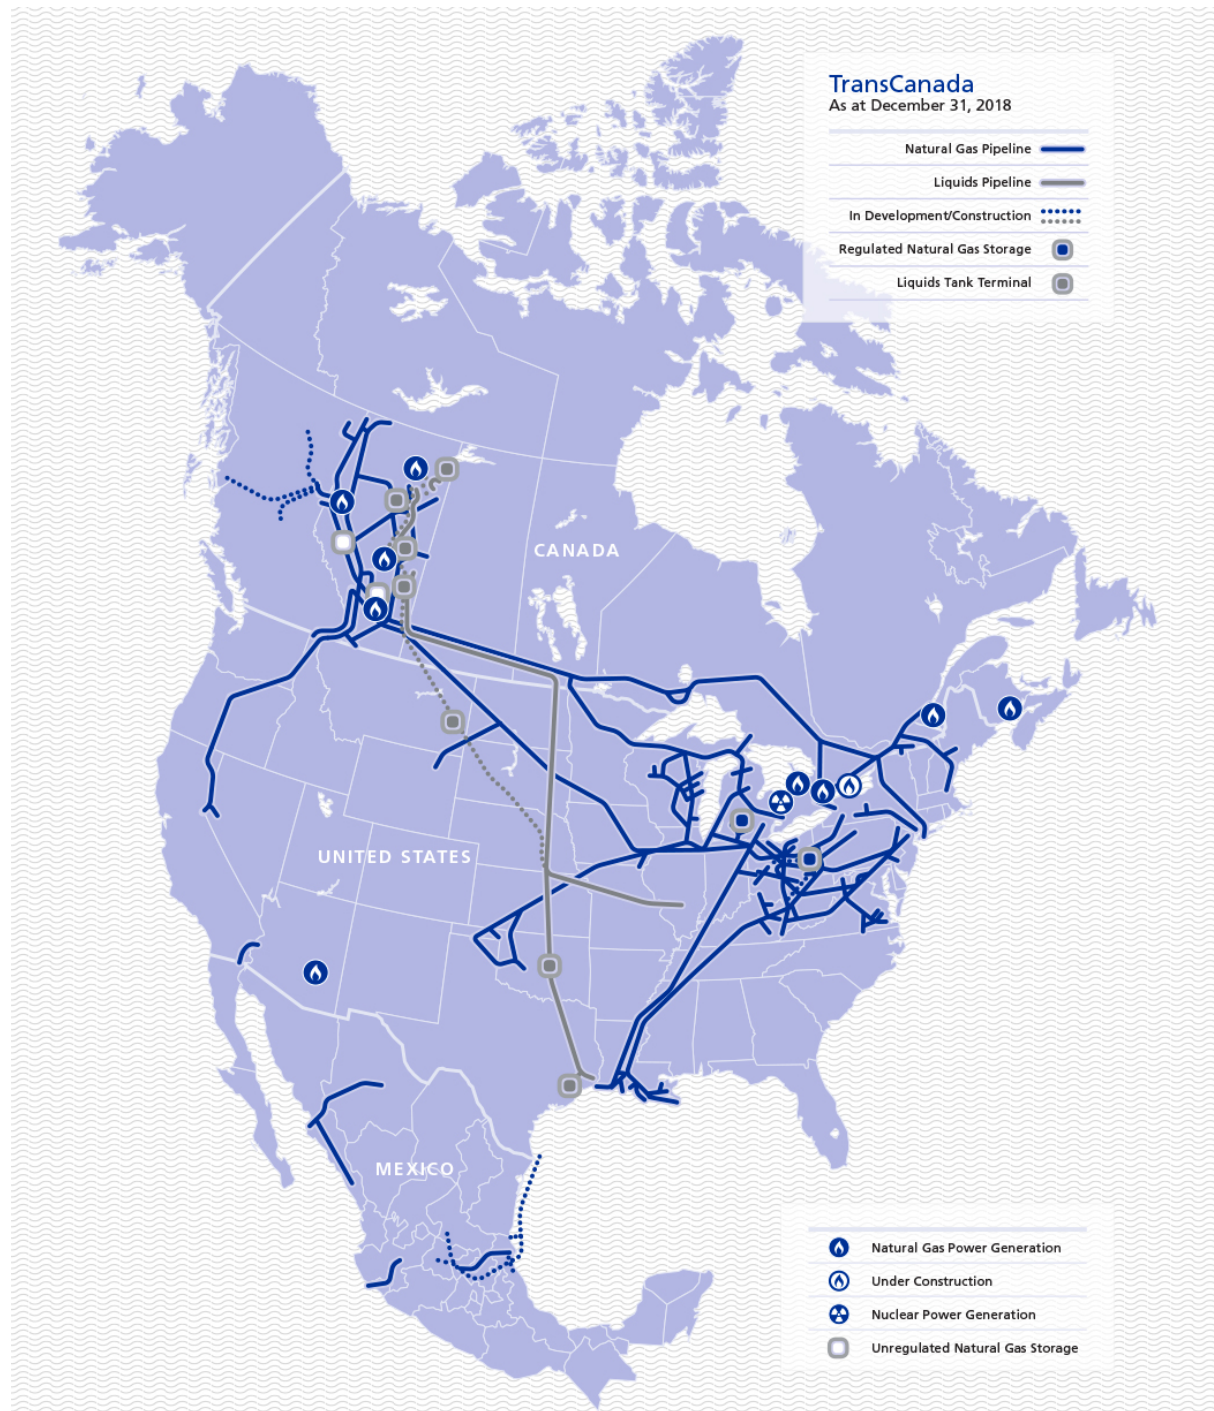 TransCanada
As at December 31, 2018
Natural Gas Pipeline
Liquids Pipeline
In Development/Construction
Regulated Natural Gas Storage
Liquids Tank Terminal
CANADA
UNITED STATES
MEXICO
Natural Gas Power Generation
Under Construction
Nuclear Power Generation
Unregulated Natural Gas Storage